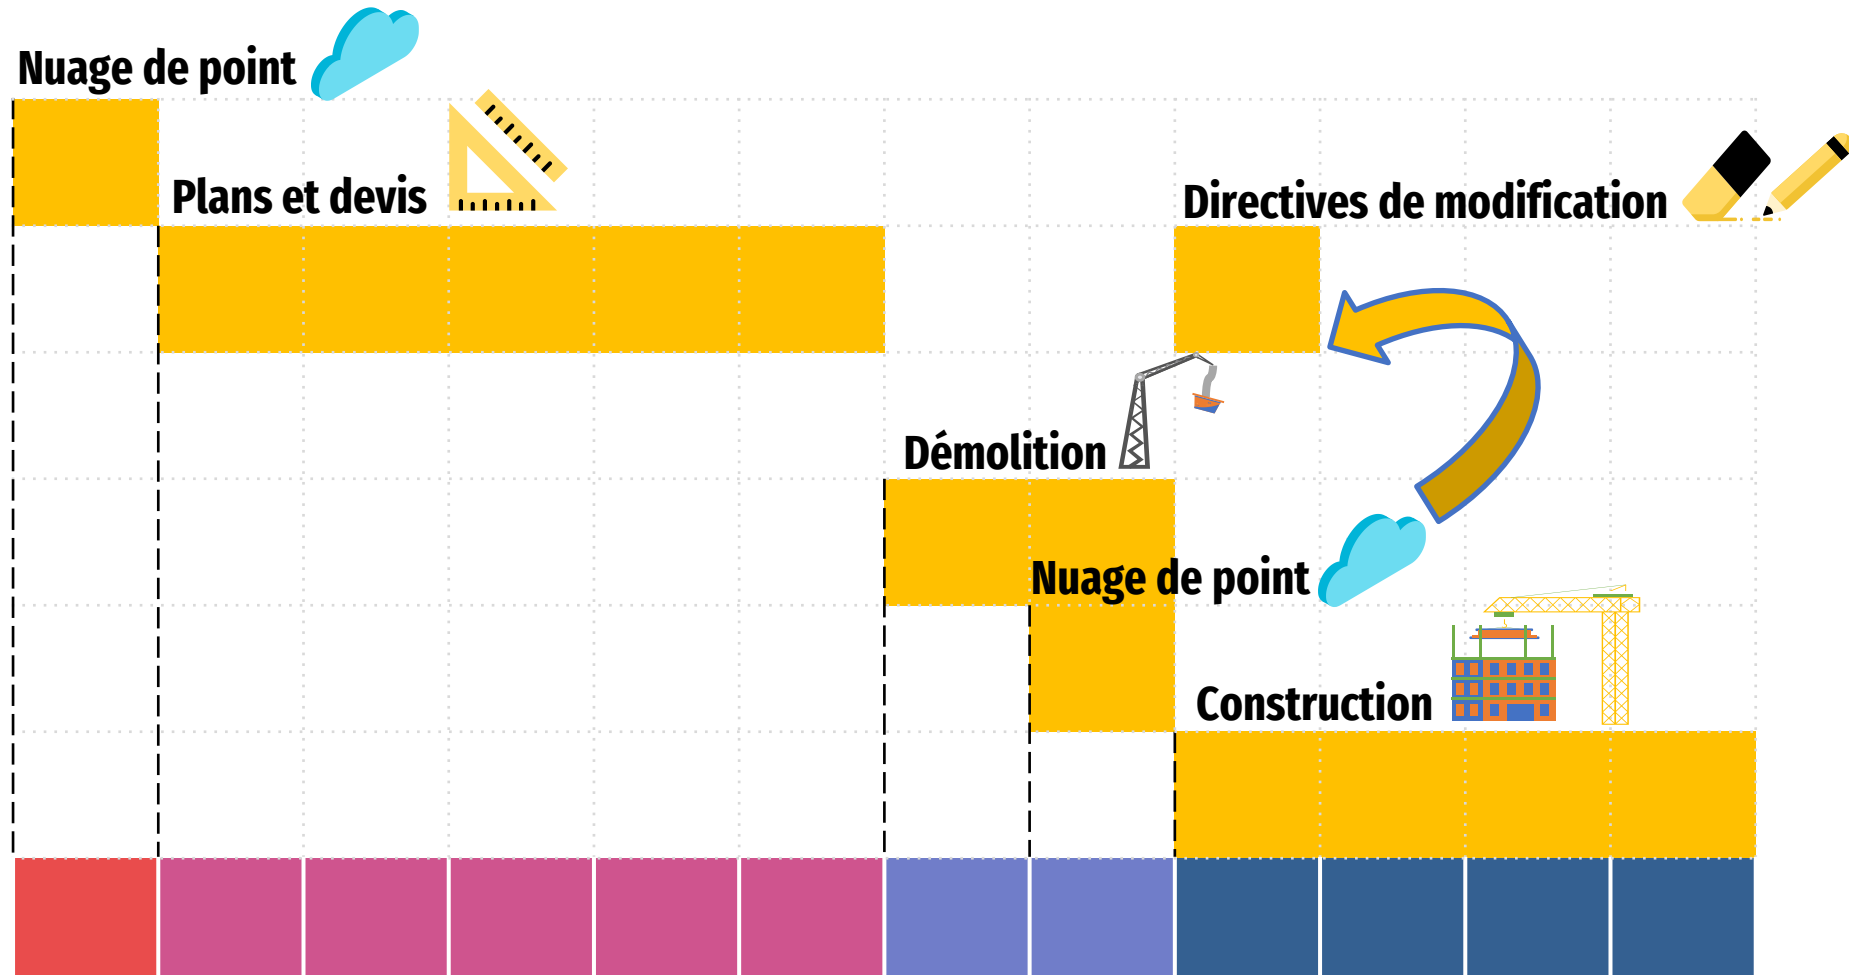 Nuage de point
Plans et devis
Directives de modification
Démolition
Nuage de point
Construction